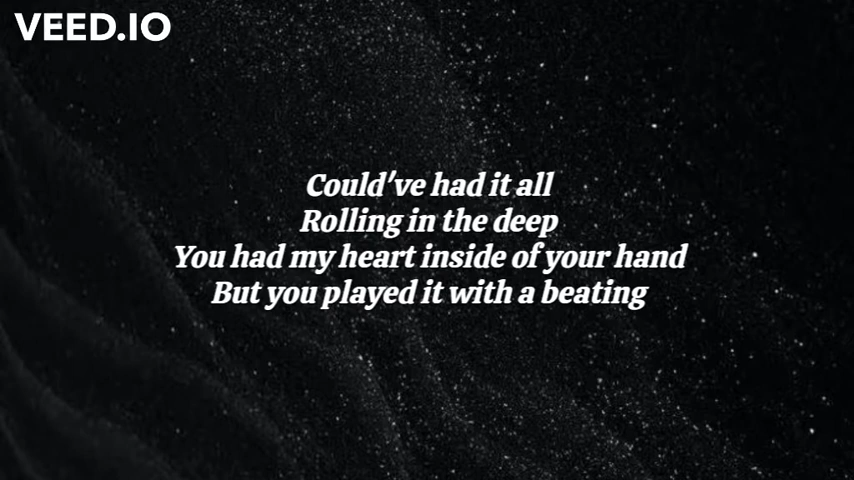 VEED.IO
Could've had it all
Rolling in the deep
You had my heart inside of your hand
But you played it with a beating